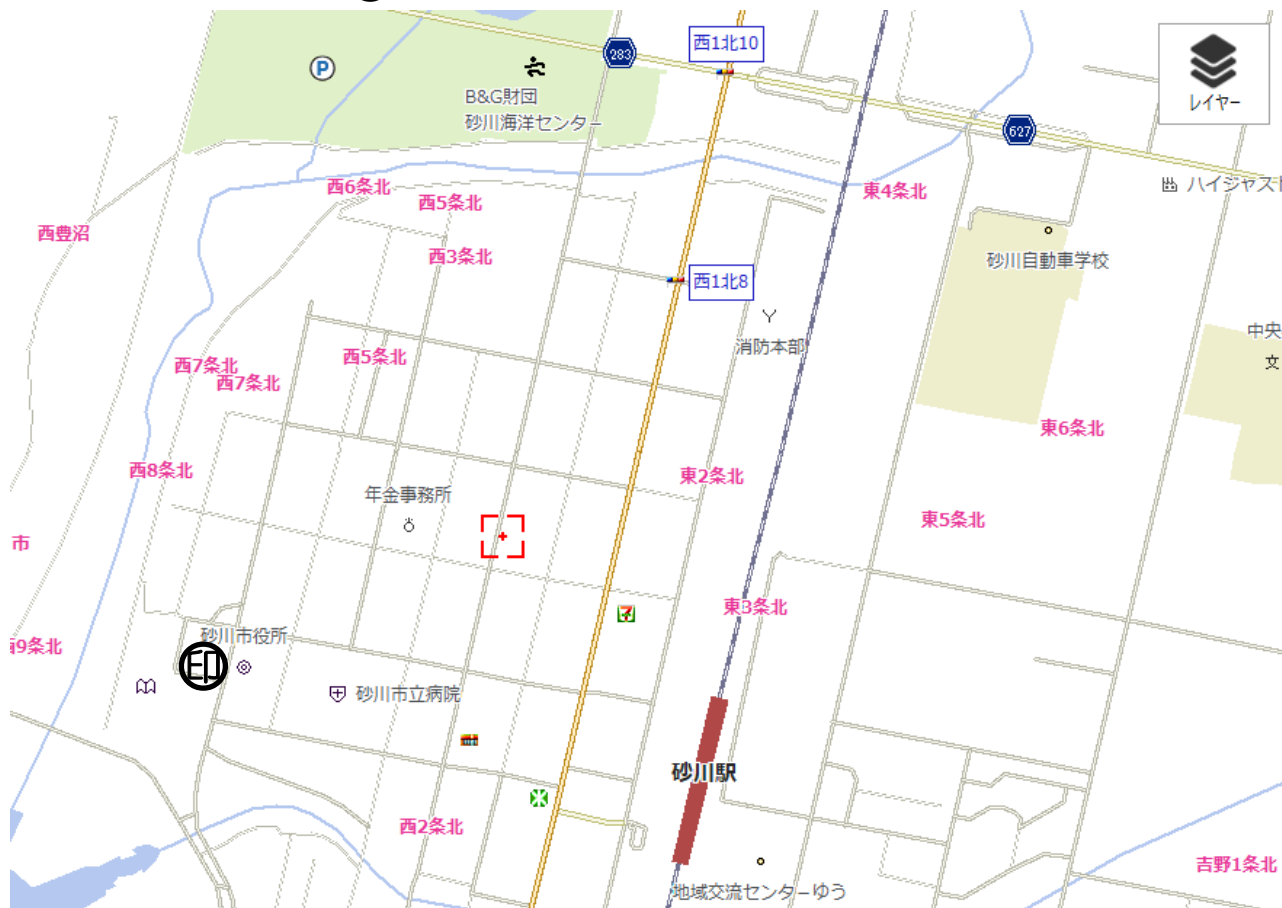 西1北10
283
P
B&G財団
砂川海洋センター
レイヤー
627
西6条北
西5条北
東4条北
ハイジャスト
西豊沼
西3条北
砂川自動車学校
西1北8
消防本部
中央
文
西5条北
西7条北
西7条北
東6条北
西8条北
東2条北
年金事務所
東5条北
市
7
東3条北
砂川市役所
西9条北
印
砂川市立病院
砂川駅
西2条北
吉野1条北
地域交流センターゆう